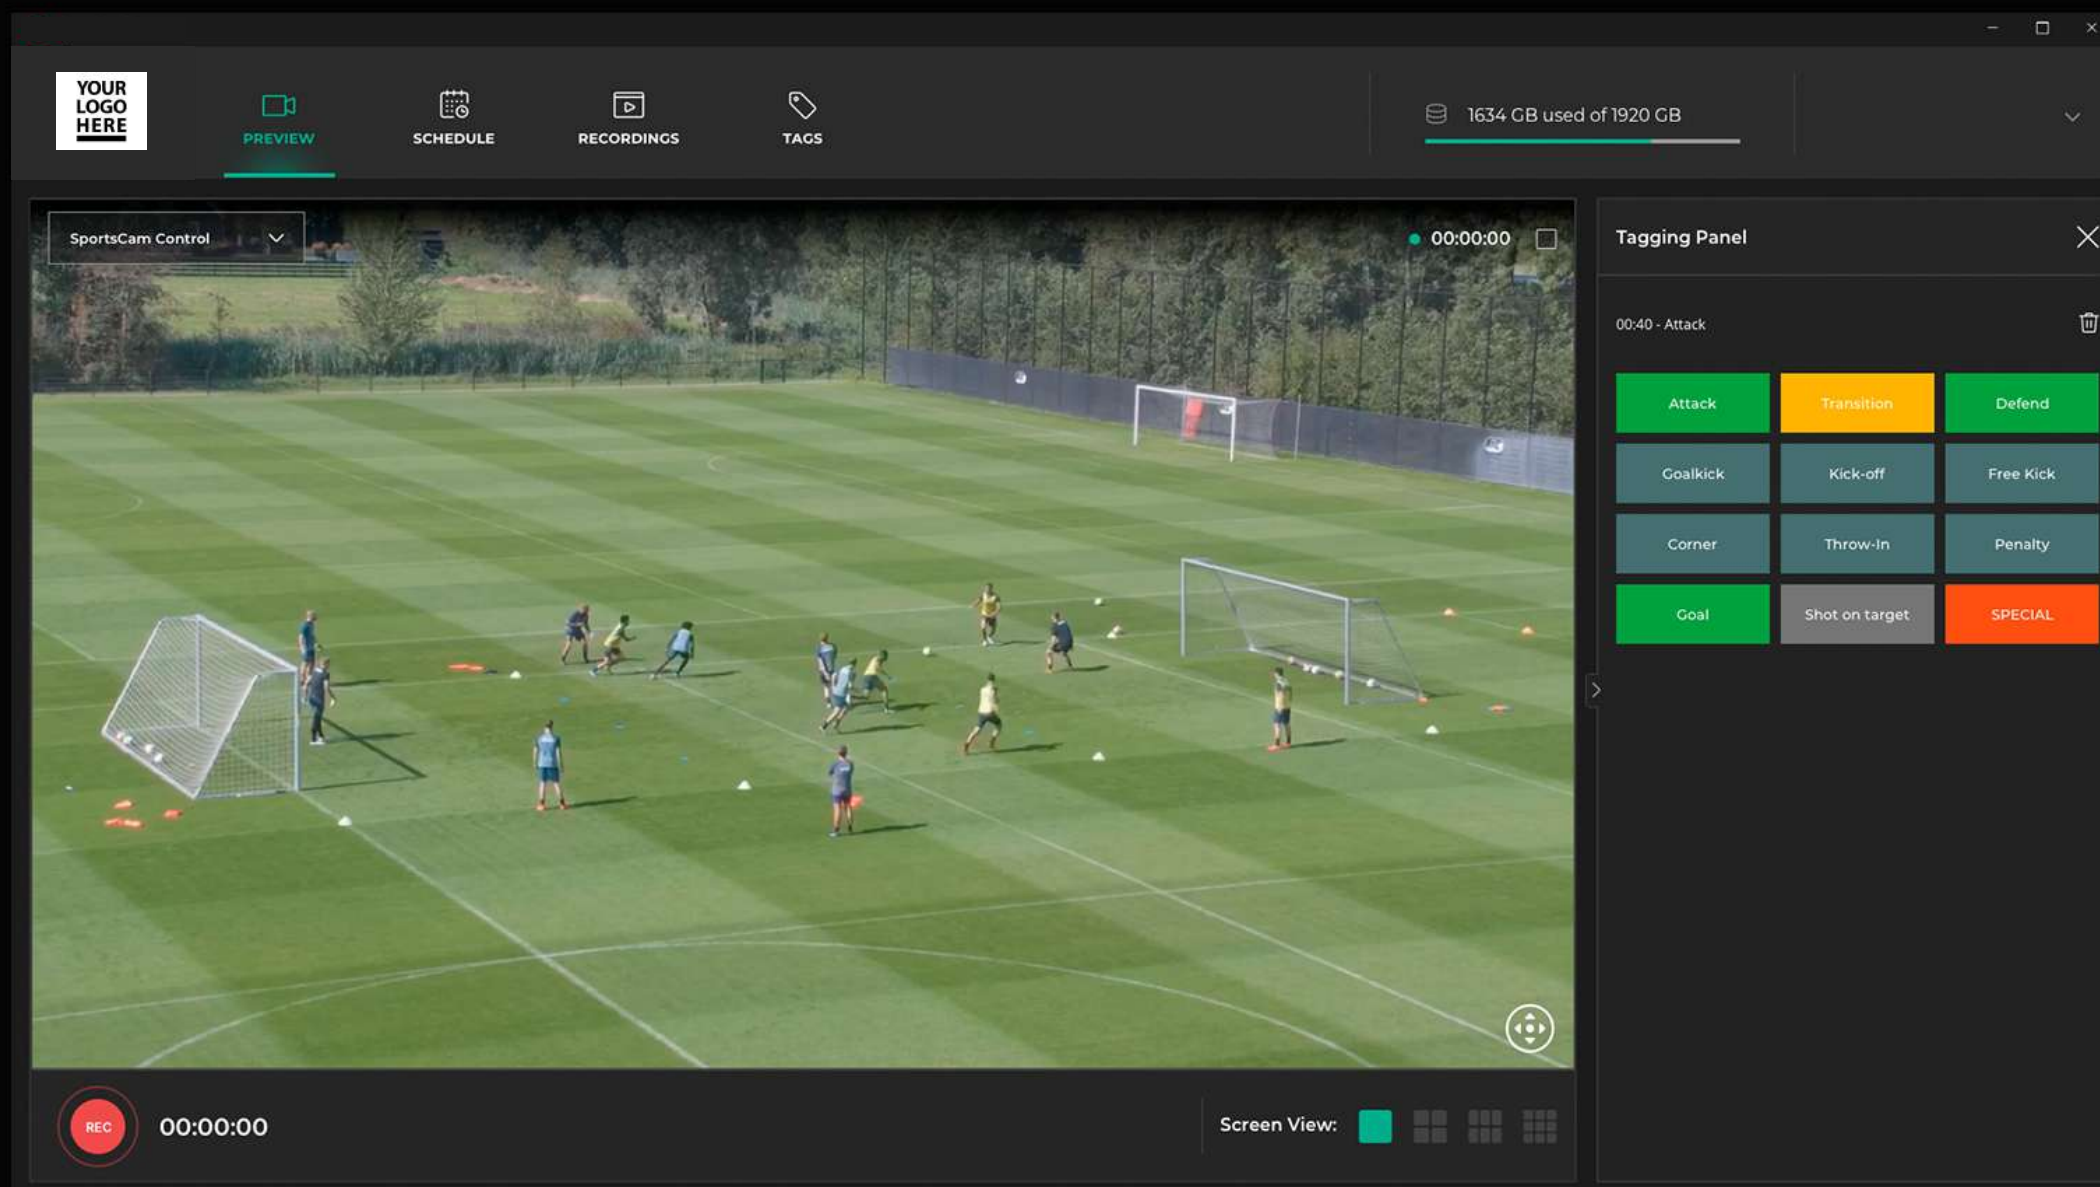 YOUR
LOGO
HERE
PREVIEW
SCHEDULE
RECORDINGS
TAGS
1634 GB used of 1920 GB
SportsCam Control
00:00:00
Tagging Panel
00:40 - Attack
Attack
Transition
Defend
Goalkick
Kick-off
Free Kick
Corner
Throw-In
Penalty
Goal
Shot on target
SPECIAL
REC
00:00:00
Screen View: